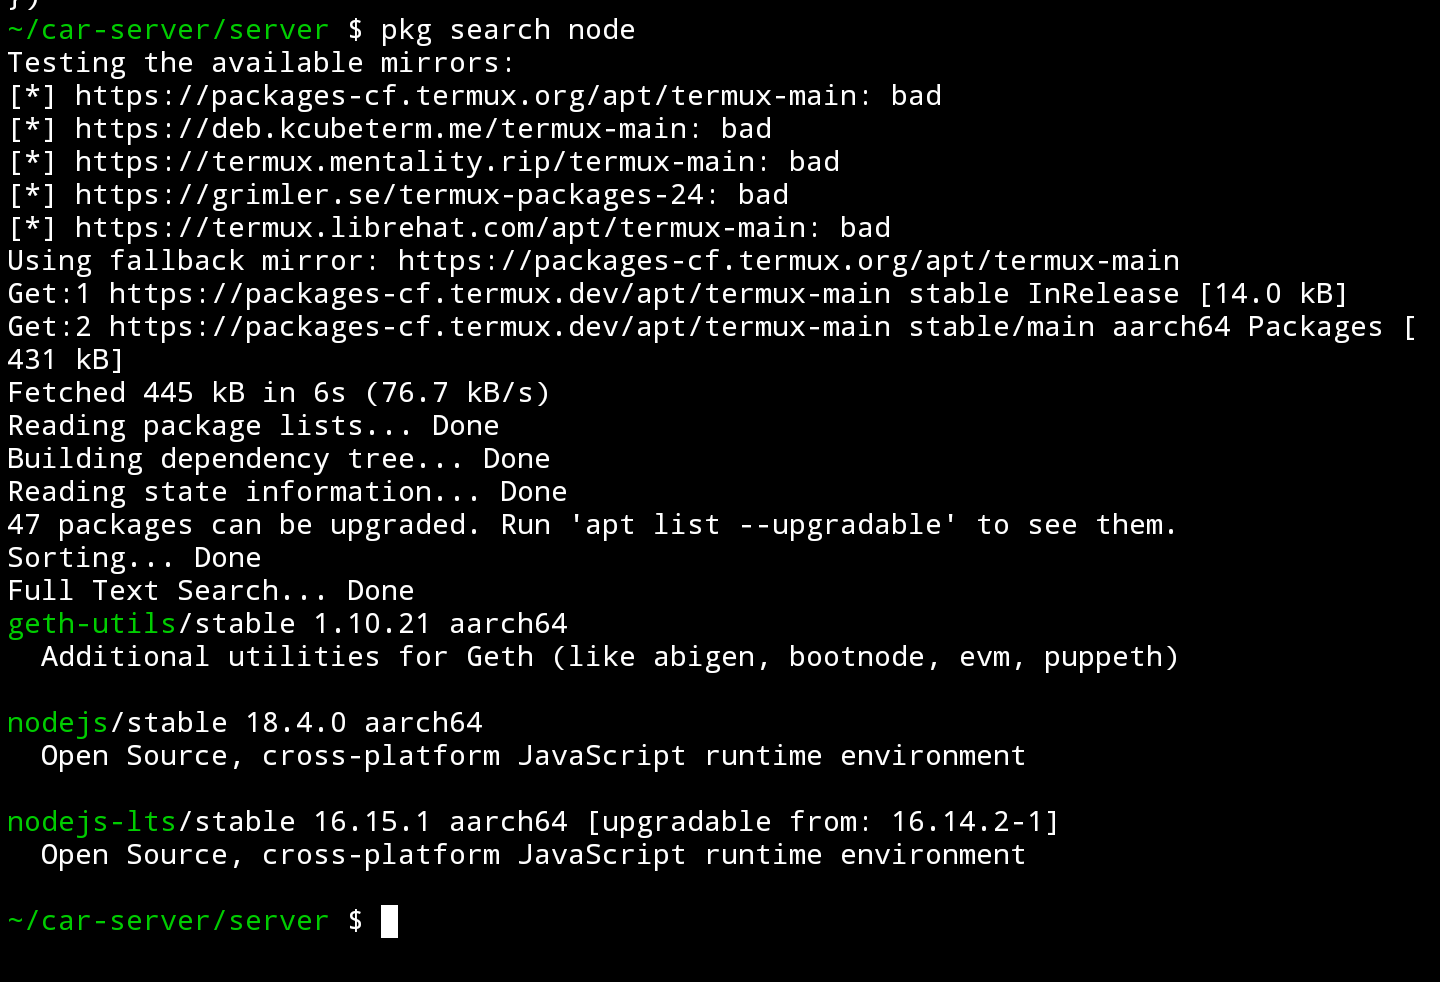 })
~/car-server/server $ pkg search node
Testing the available mirrors:
[*] https://packages-cf.termux.org/apt/termux-main: bad
[*] https://deb.kcubeterm.me/termux-main: bad
[*] https://termux.mentality.rip/termux-main: bad
[*] https://grimler.se/termux-packages-24: bad
[*] https://termux.librehat.com/apt/termux-main: bad
Using fallback mirror: https://packages-cf.termux.org/apt/termux-main
Get:1 https://packages-cf.termux.dev/apt/termux-main stable InRelease [14.0 kB]
Get:2 https://packages-cf.termux.dev/apt/termux-main stable/main aarch64 Packages [
431 kB]
Fetched 445 kB in 6s (76.7 kB/s)
Reading package lists... Done
Building dependency tree... Done
Reading state information... Done
47 packages can be upgraded. Run 'apt list --upgradable' to see them.
Sorting... Done
Full Text Search... Done
geth-utils/stable 1.10.21 aarch64
  Additional utilities for Geth (like abigen, bootnode, evm, puppeth)

nodejs/stable 18.4.0 aarch64
  Open Source, cross-platform JavaScript runtime environment

nodejs-lts/stable 16.15.1 aarch64 [upgradable from: 16.14.2-1]
  Open Source, cross-platform JavaScript runtime environment

~/car-server/server $